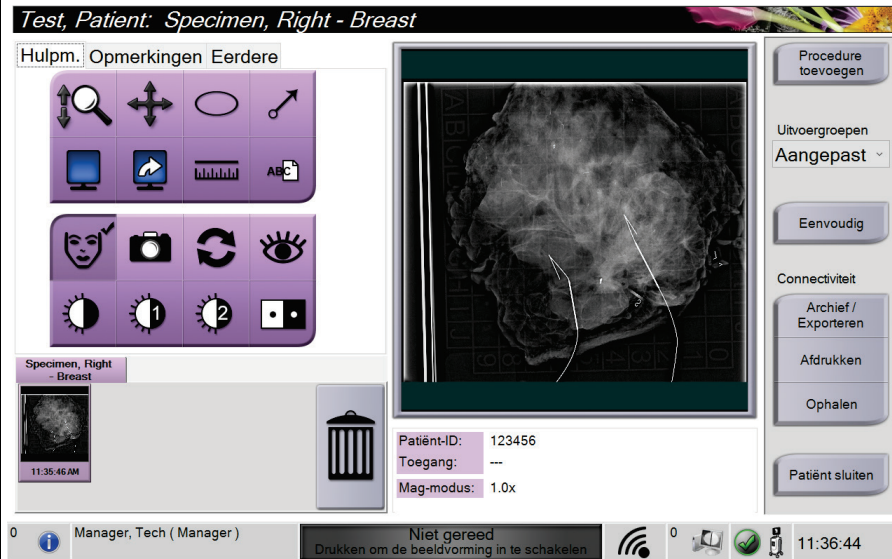 Test, Patient: Specimen, Right - Breast
Hulpm. Opmerkingen Eerdere
ABC
1
2
Specimen, Right
- Breast
11:35:46 AM
Patiënt-ID: 123456
Toegang: ---
Mag-modus: 1.0x
Procedure
toevoegen
Uitvoergroepen
Aangepast
Eenvoudig
Connectiviteit
Archief /
Exporteren
Afdrukken
Ophalen
Patiënt sluiten
0
Manager, Tech ( Manager )
Niet gereed
Drukken om de beeldvorming in te schakelen
0
11:36:44